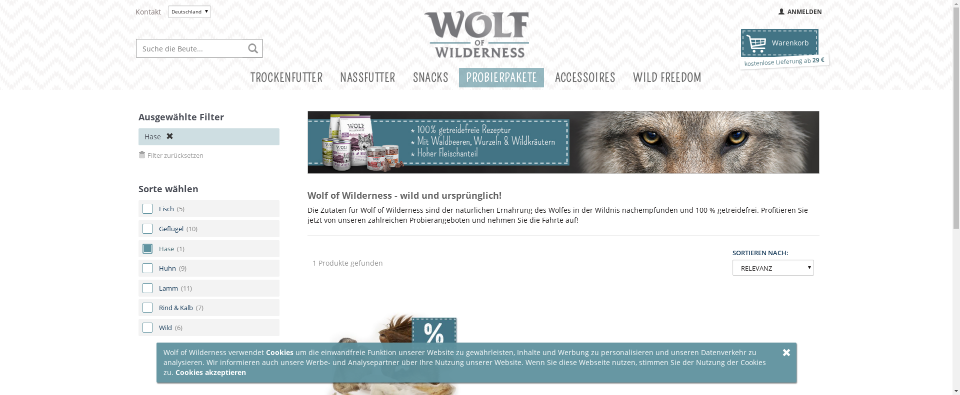 Kontakt
Deutschland
WOLF
OF
WILDERNESS
ANMELDEN
Suche die Beute...
Warenkorb
kostenlose Lieferung ab 29 €
TROCKENFUTTER NASSFUTTER SNACKS PROBIERPAKETE ACCESSOIRES WILD FREEDOM
Ausgewählte Filter
Hase ✖
Filter zurücksetzen
WOLF
★ 100% getreidefreie Rezeptur
★ Mit Waldbeeren, Wurzeln & Wildkräutern
★ Hoher Fleischanteil
Sorte wählen
Fisch (5)
Geflügel (10)
Hase (1)
Huhn (9)
Lamm (11)
Rind & Kalb (7)
Wild (6)
Wolf of Wilderness - wild und ursprünglich!
Die Zutaten für Wolf of Wilderness sind der natürlichen Ernährung des Wolfes in der Wildnis nachempfunden und 100 % getreidefrei. Profitieren Sie
jetzt von unseren zahlreichen Probierangeboten und nehmen Sie die Fährte auf!
1 Produkte gefunden
SORTIEREN NACH:
RELEVANZ
%
Wolf of Wilderness verwendet Cookies um die einwandfreie Funktion unserer Website zu gewährleisten, Inhalte und Werbung zu personalisieren und unseren Datenverkehr zu
analysieren. Wir informieren auch unsere Werbe- und Analysepartner über Ihre Nutzung unserer Website. Wenn Sie diese Webseite nutzen, stimmen Sie der Nutzung der Cookies
zu. Cookies akzeptieren